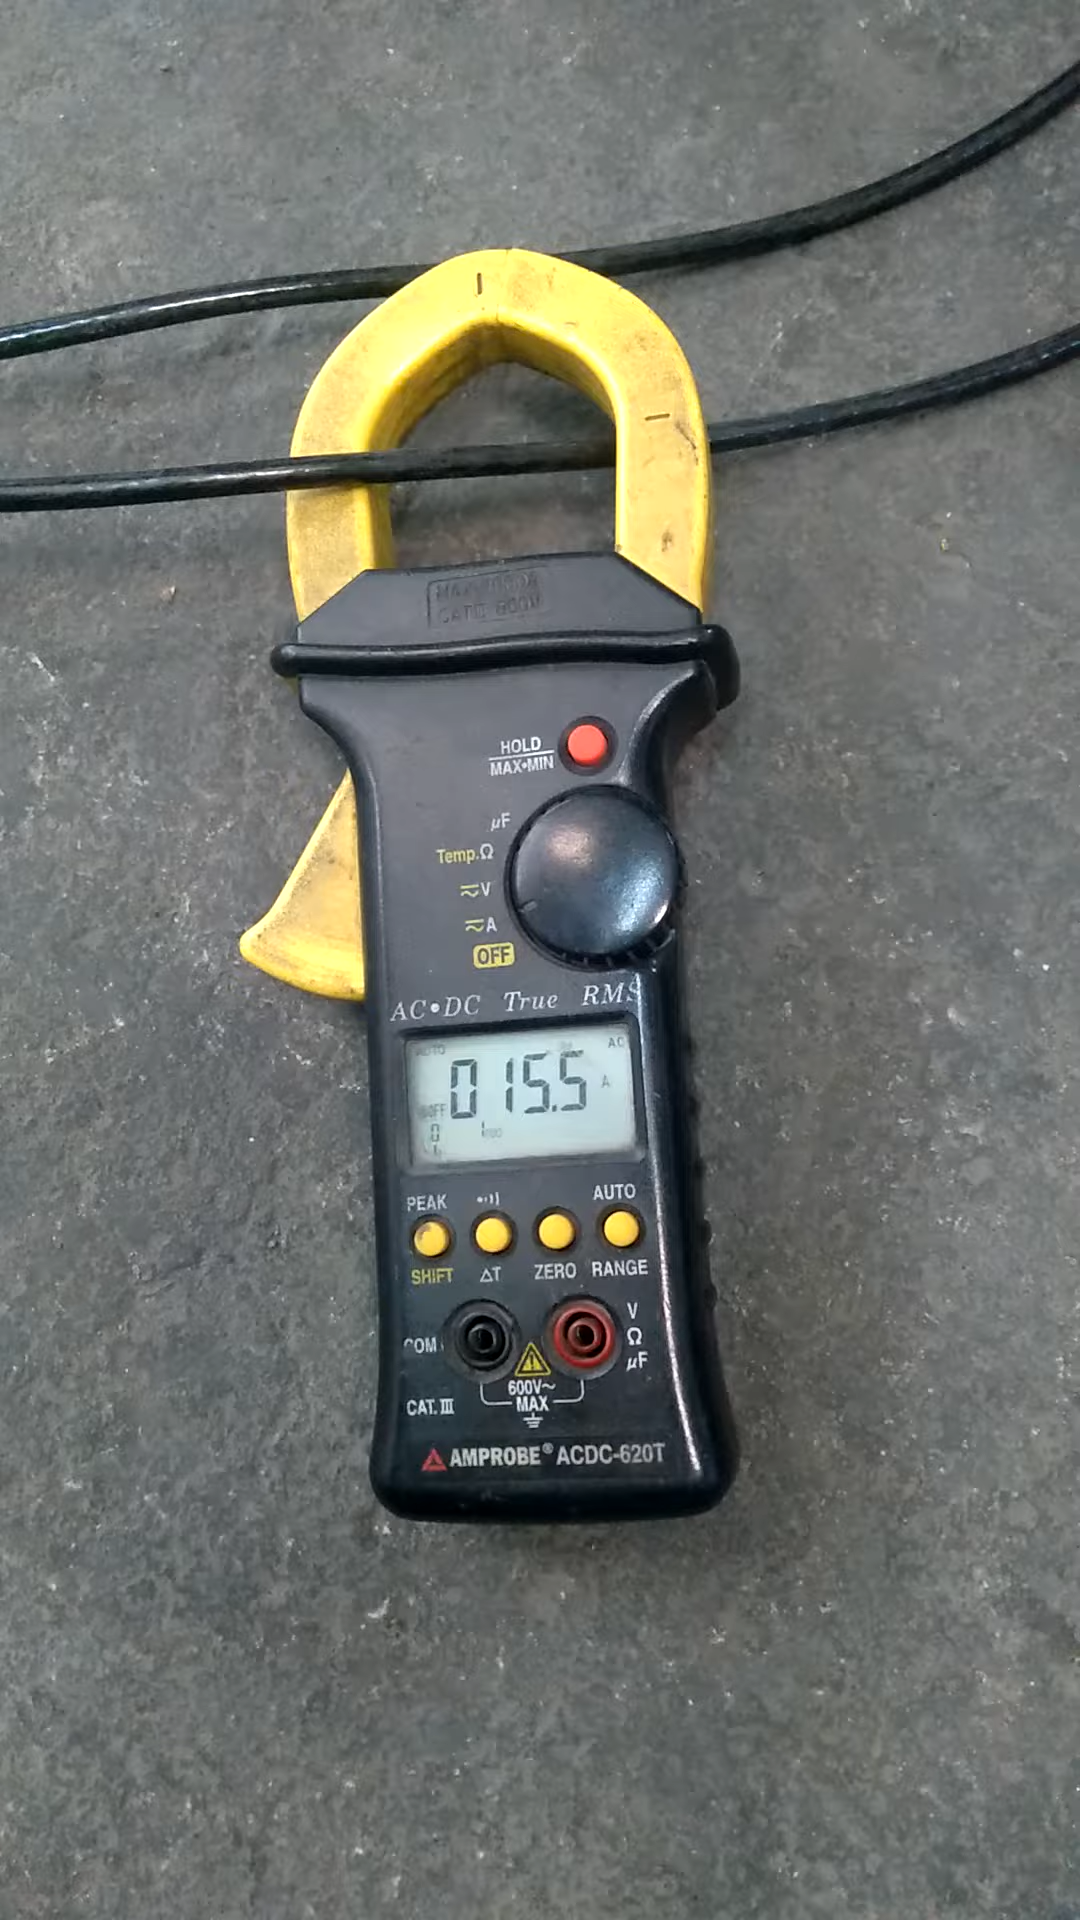 HOLD
MAX•MIN
µF
Temp.Ω
V
A
OFF
AC•DC True RMS
AUTO AC
015.5 A
PEAK •·)) AUTO
SHIFT ΔT ZERO RANGE
COM V
Ω
µF
600V~
CAT. III MAX
AMPROBE® ACDC-620T